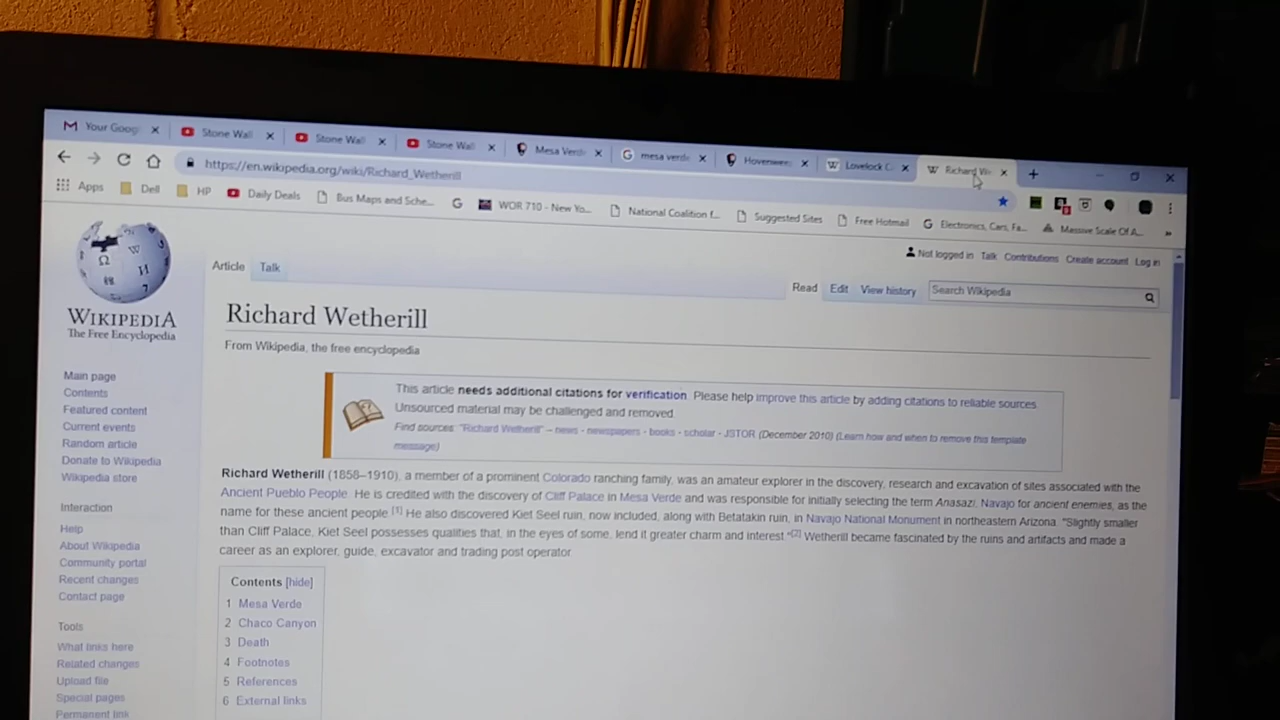 Your Goog
Stone Wall
Stone Wall
Stone Wall
Mesa Verde
mesa verde
Hovenweep
Lovelock C
Richard We
https://en.wikipedia.org/wiki/Richard_Wetherill
Apps
Dell
HP
Daily Deals
Bus Maps and Sche...
WOR 710 - New Yo...
National Coalition f...
Suggested Sites
Free Hotmail
Electronics, Cars, Fa...
Massive Scale Of A...
»
Not logged in Talk Contributions Create account Log in
Article Talk
Read Edit View history
Search Wikipedia
WIKIPEDIA
The Free Encyclopedia
Richard Wetherill
From Wikipedia, the free encyclopedia
This article needs additional citations for verification. Please help improve this article by adding citations to reliable sources.
Unsourced material may be challenged and removed.
Find sources: "Richard Wetherill" – news · newspapers · books · scholar · JSTOR (December 2010) (Learn how and when to remove this template
message)
Richard Wetherill (1858–1910), a member of a prominent Colorado ranching family, was an amateur explorer in the discovery, research and excavation of sites associated with the
Ancient Pueblo People. He is credited with the discovery of Cliff Palace in Mesa Verde and was responsible for initially selecting the term Anasazi, Navajo for ancient enemies, as the
name for these ancient people.[1] He also discovered Kiet Seel ruin, now included, along with Betatakin ruin, in Navajo National Monument in northeastern Arizona. "Slightly smaller
than Cliff Palace, Kiet Seel possesses qualities that, in the eyes of some, lend it greater charm and interest."[2] Wetherill became fascinated by the ruins and artifacts and made a
career as an explorer, guide, excavator and trading post operator.
Main page
Contents
Featured content
Current events
Random article
Donate to Wikipedia
Wikipedia store
Interaction
Help
About Wikipedia
Community portal
Recent changes
Contact page
Tools
What links here
Related changes
Upload file
Special pages
Permanent link
Contents [hide]
1 Mesa Verde
2 Chaco Canyon
3 Death
4 Footnotes
5 References
6 External links